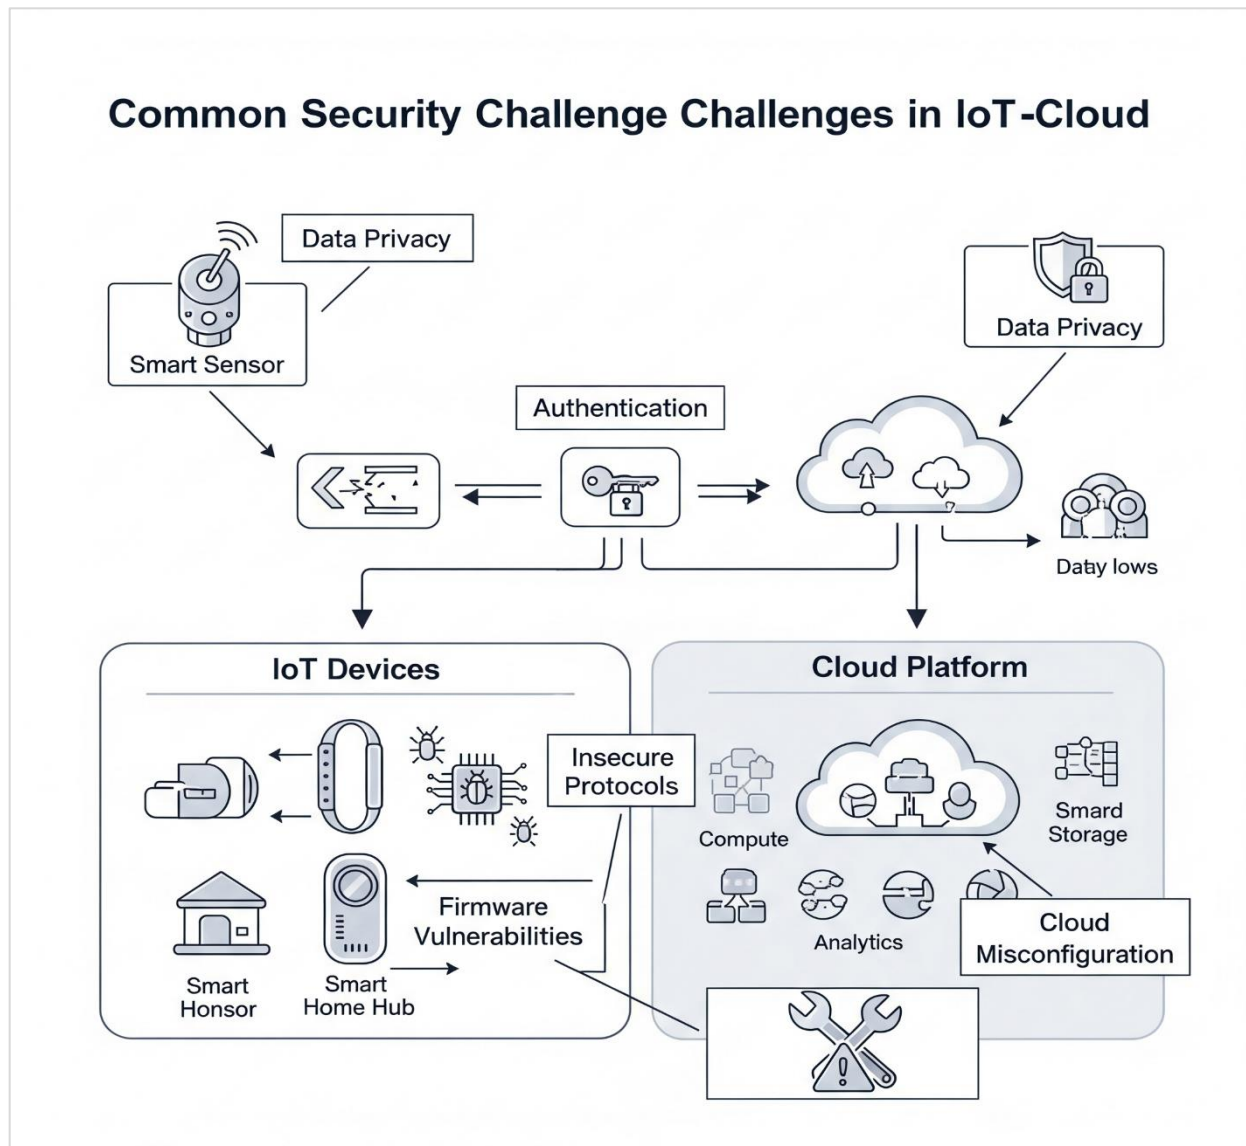 Common Security Challenge Challenges in IoT-Cloud
Data Privacy
Smart Sensor
Data Privacy
Authentication
Datay lows
IoT Devices
Cloud Platform
Insecure
Protocols
Compute
Smard
Storage
Firmware
Vulnerabilities
Smart
Honsor
Smart
Home Hub
Analytics
Cloud
Misconfiguration